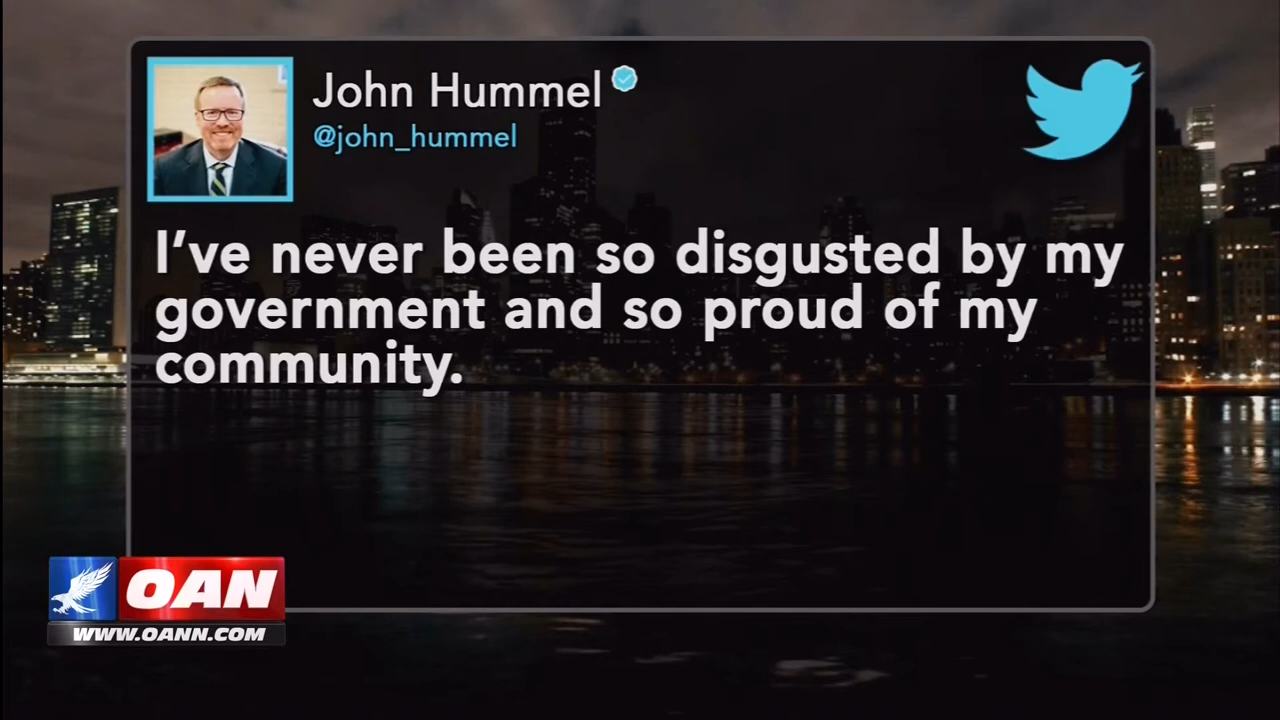 John Hummel
@john_hummel
I’ve never been so disgusted by my
government and so proud of my
community.
OAN
WWW.OANN.COM